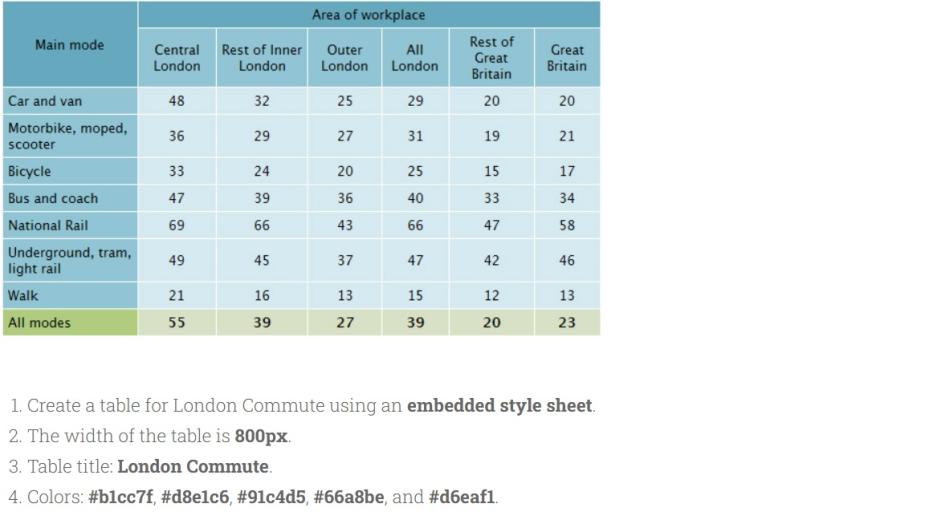 Area of workplace
Main mode
Central London
Rest of Inner London
Outer London
All London
Rest of Great Britain
Great Britain
Car and van 48 32 25 29 20 20
Motorbike, moped, scooter 36 29 27 31 19 21
Bicycle 33 24 20 25 15 17
Bus and coach 47 39 36 40 33 34
National Rail 69 66 43 66 47 58
Underground, tram, light rail 49 45 37 47 42 46
Walk 21 16 13 15 12 13
All modes 55 39 27 39 20 23
1. Create a table for London Commute using an embedded style sheet.
2. The width of the table is 800px.
3. Table title: London Commute.
4. Colors: #b1cc7f, #d8e1c6, #91c4d5, #66a8be, and #d6eaf1.